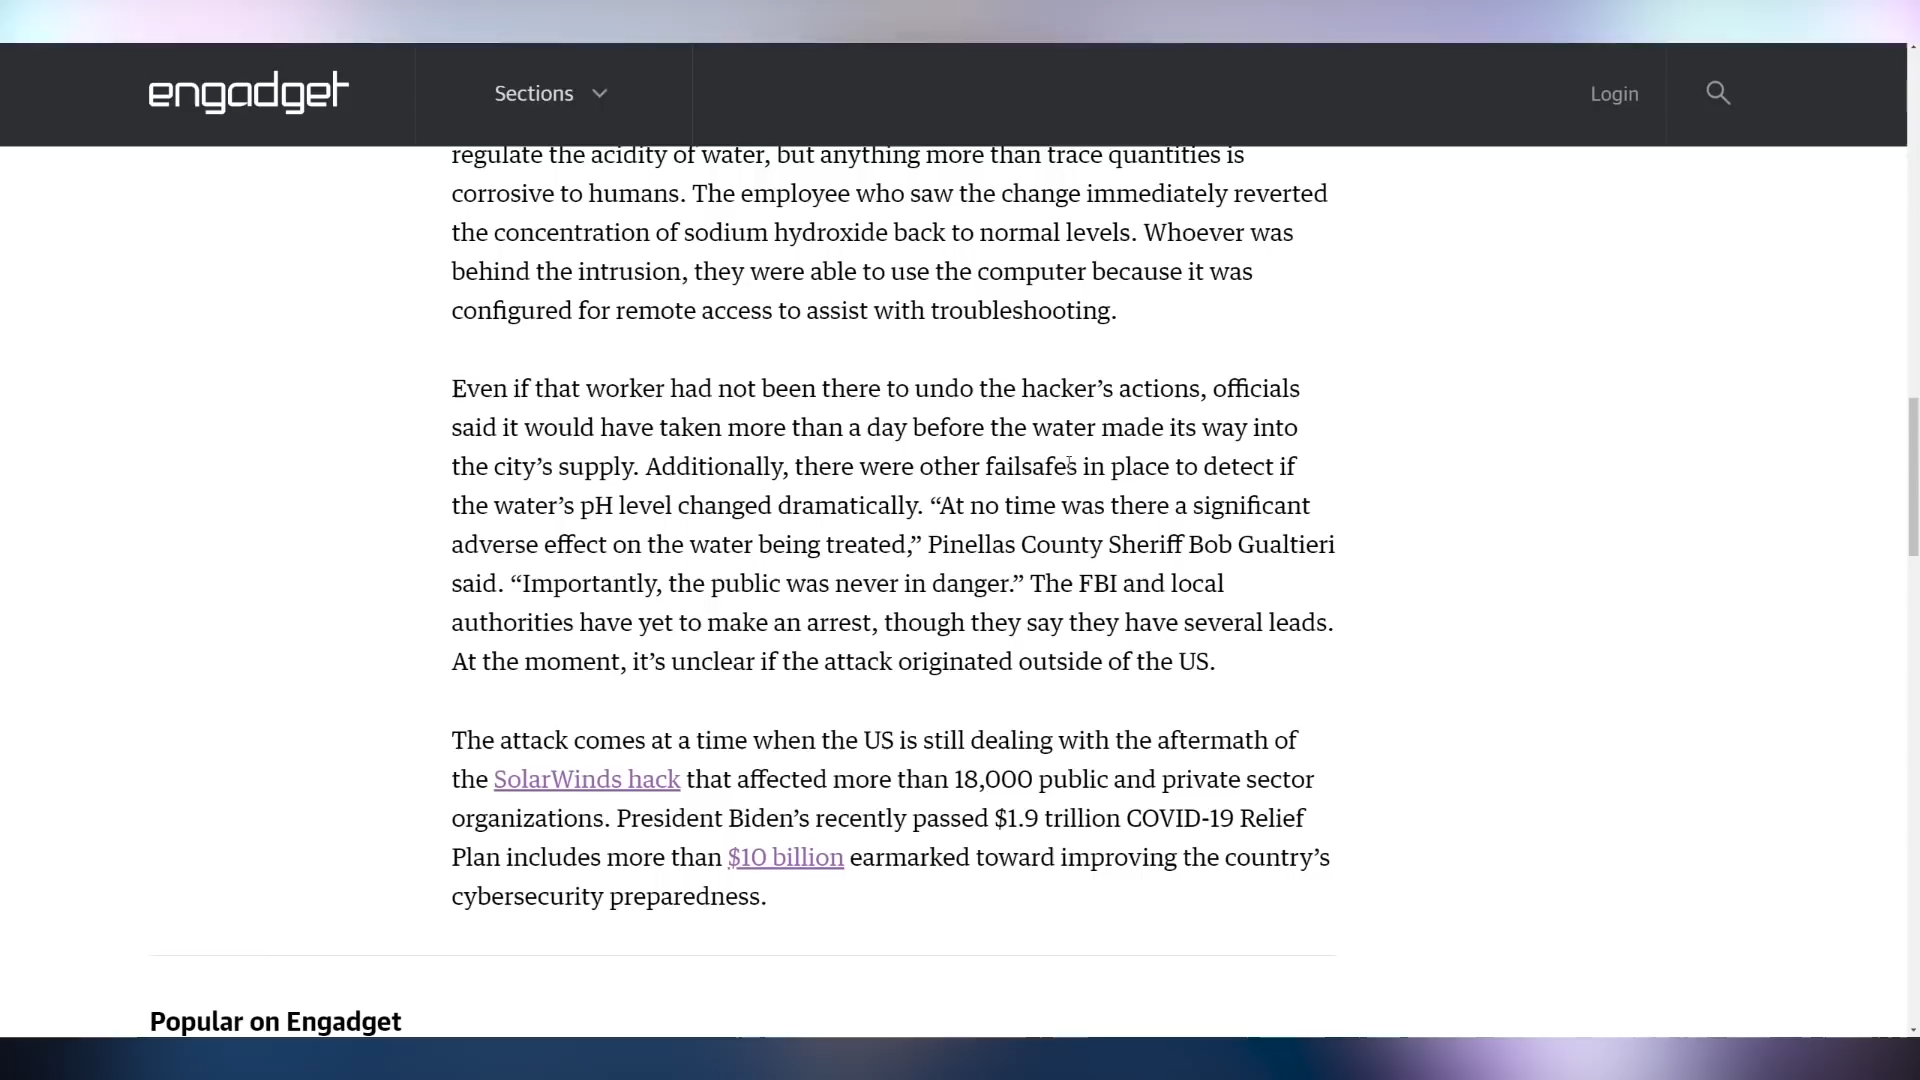 engadget
Sections
Login
regulate the acidity of water, but anything more than trace quantities is
corrosive to humans. The employee who saw the change immediately reverted
the concentration of sodium hydroxide back to normal levels. Whoever was
behind the intrusion, they were able to use the computer because it was
configured for remote access to assist with troubleshooting.
Even if that worker had not been there to undo the hacker’s actions, officials
said it would have taken more than a day before the water made its way into
the city’s supply. Additionally, there were other failsafes in place to detect if
the water’s pH level changed dramatically. “At no time was there a significant
adverse effect on the water being treated,” Pinellas County Sheriff Bob Gualtieri
said. “Importantly, the public was never in danger.” The FBI and local
authorities have yet to make an arrest, though they say they have several leads.
At the moment, it’s unclear if the attack originated outside of the US.
The attack comes at a time when the US is still dealing with the aftermath of
the SolarWinds hack that affected more than 18,000 public and private sector
organizations. President Biden’s recently passed $1.9 trillion COVID-19 Relief
Plan includes more than $10 billion earmarked toward improving the country’s
cybersecurity preparedness.
Popular on Engadget